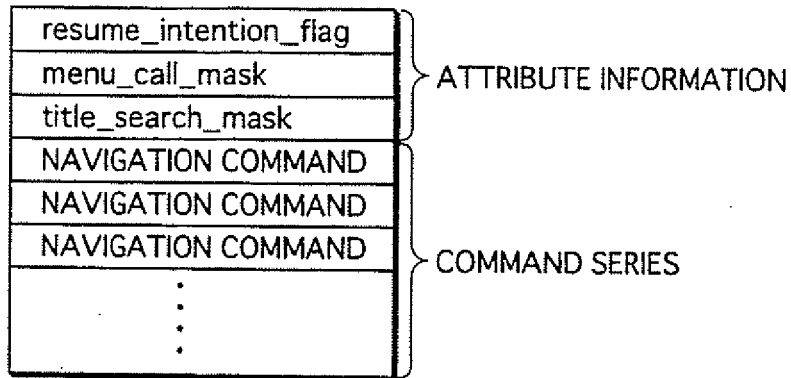 resume_intention_flag
menu_call_mask
title_search_mask
ATTRIBUTE INFORMATION
NAVIGATION COMMAND
NAVIGATION COMMAND
NAVIGATION COMMAND
COMMAND SERIES